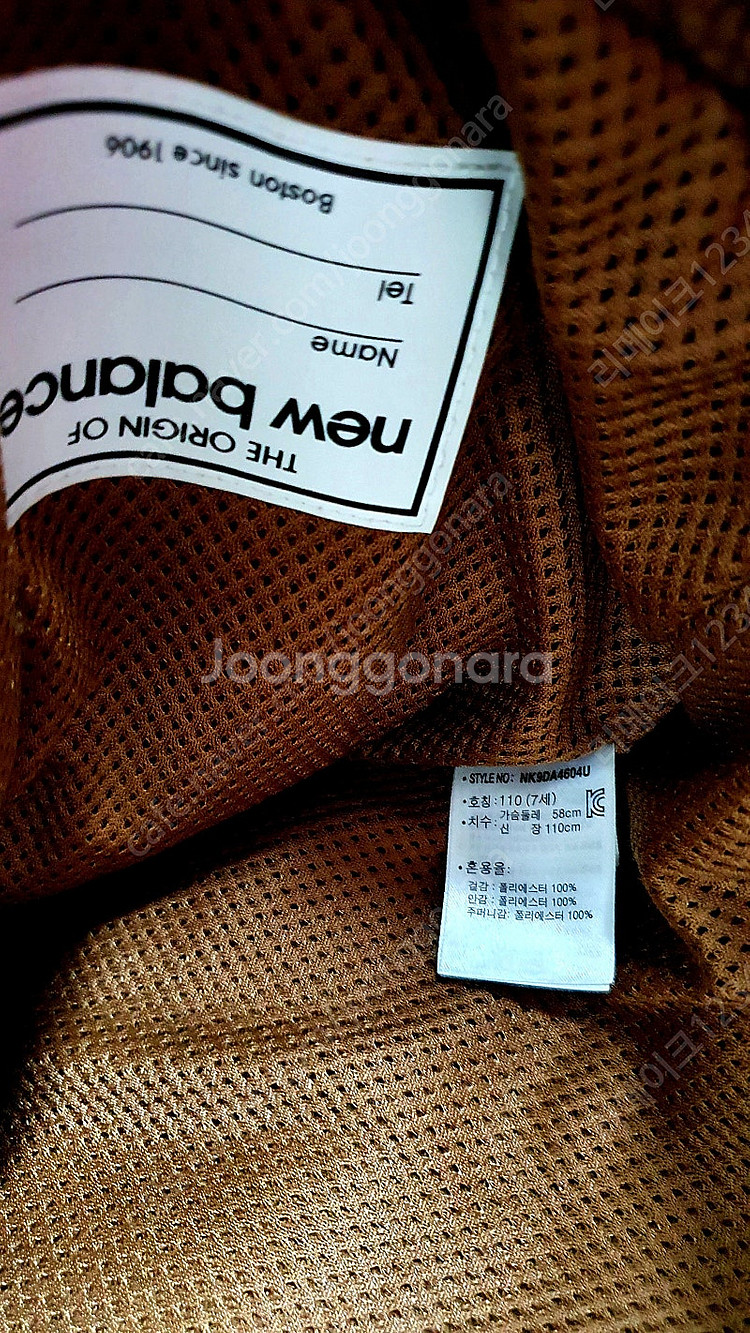 THE ORIGIN OF
new balance
Name
Tel
Boston since 1906
Joonggonara
• STYLE NO: NK9DA4604U
• 호칭 : 110 (7세)
• 치수 : 가슴둘레 58cm
신 장 110cm
• 혼용율:
겉감 : 폴리에스터 100%
안감 : 폴리에스터 100%
주머니감: 폴리에스터 100%